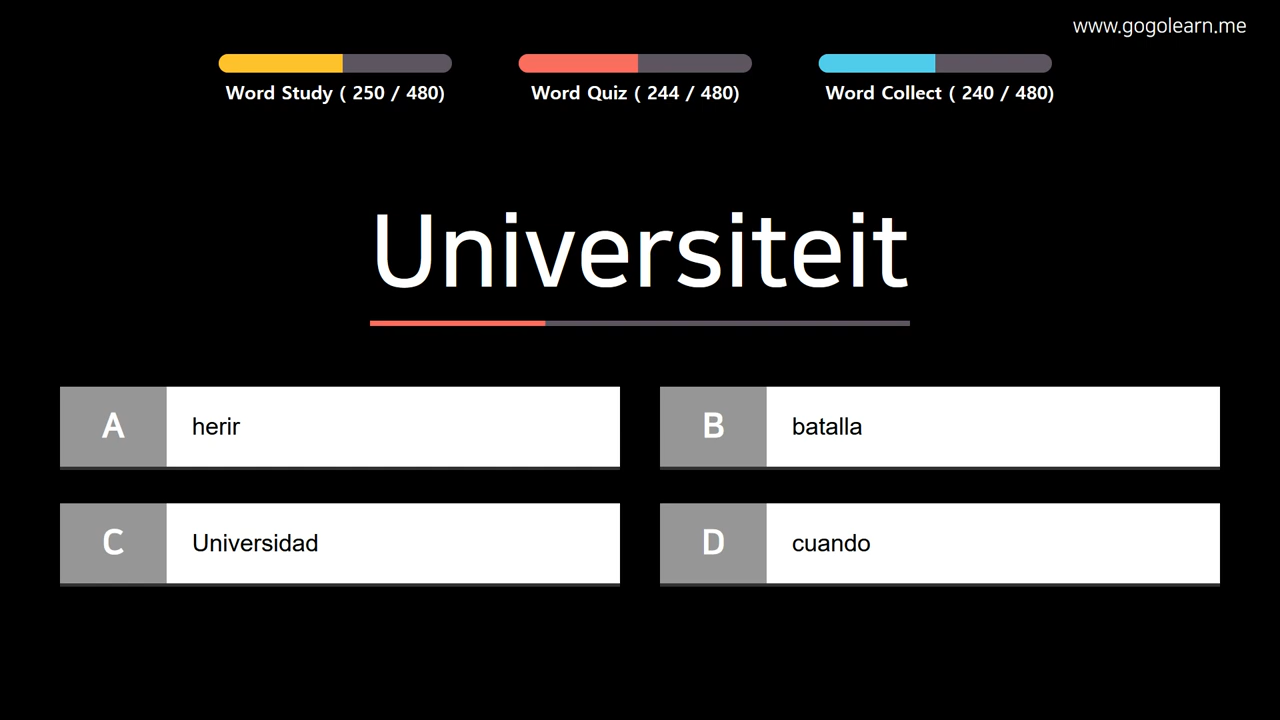 www.gogolearn.me
Word Study ( 250 / 480)
Word Quiz ( 244 / 480)
Word Collect ( 240 / 480)
Universiteit
A herir
B batalla
C Universidad
D cuando